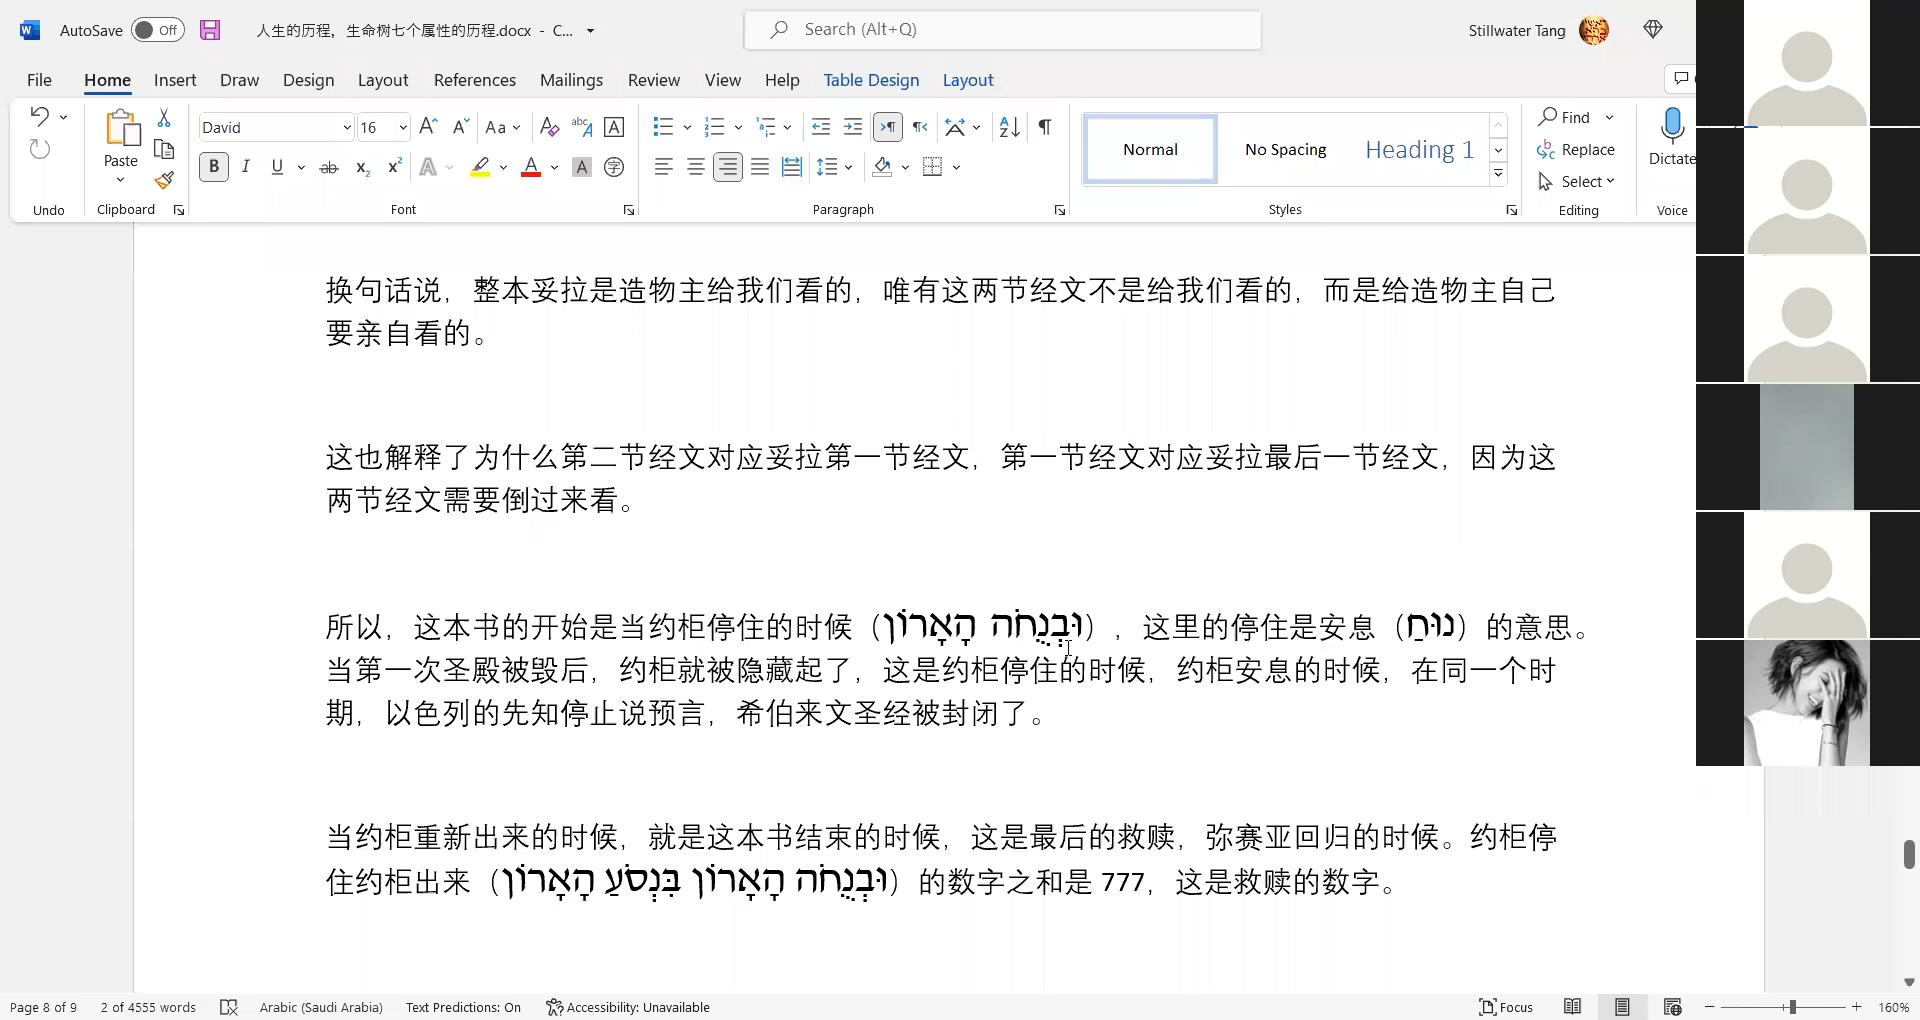 AutoSave Off 人生的历程，生命树七个属性的历程.docx - C... Search (Alt+Q) Stillwater Tang
File Home Insert Draw Design Layout References Mailings Review View Help Table Design Layout
David 16 Aa
Paste
B I U ab x₂ x² A A A 字
Normal No Spacing Heading 1
Find
Replace
Select
Dictate
Undo Clipboard Font Paragraph Styles Editing Voice
换句话说，整本妥拉是造物主给我们看的，唯有这两节经文不是给我们看的，而是给造物主自己
要亲自看的。
这也解释了为什么第二节经文对应妥拉第一节经文，第一节经文对应妥拉最后一节经文，因为这
两节经文需要倒过来看。
所以，这本书的开始是当约柜停住的时候（וּבְנֻחֹה הָאָרוֹן），这里的停住是安息（נוּחַ）的意思。
当第一次圣殿被毁后，约柜就被隐藏起了，这是约柜停住的时候，约柜安息的时候，在同一个时
期，以色列的先知停止说预言，希伯来文圣经被封闭了。
当约柜重新出来的时候，就是这本书结束的时候，这是最后的救赎，弥赛亚回归的时候。约柜停
住约柜出来（וּבְנֻחֹה הָאָרוֹן בִּנְסֹעַ הָאָרוֹן）的数字之和是 777，这是救赎的数字。
Page 8 of 9 2 of 4555 words Arabic (Saudi Arabia) Text Predictions: On Accessibility: Unavailable Focus 160%